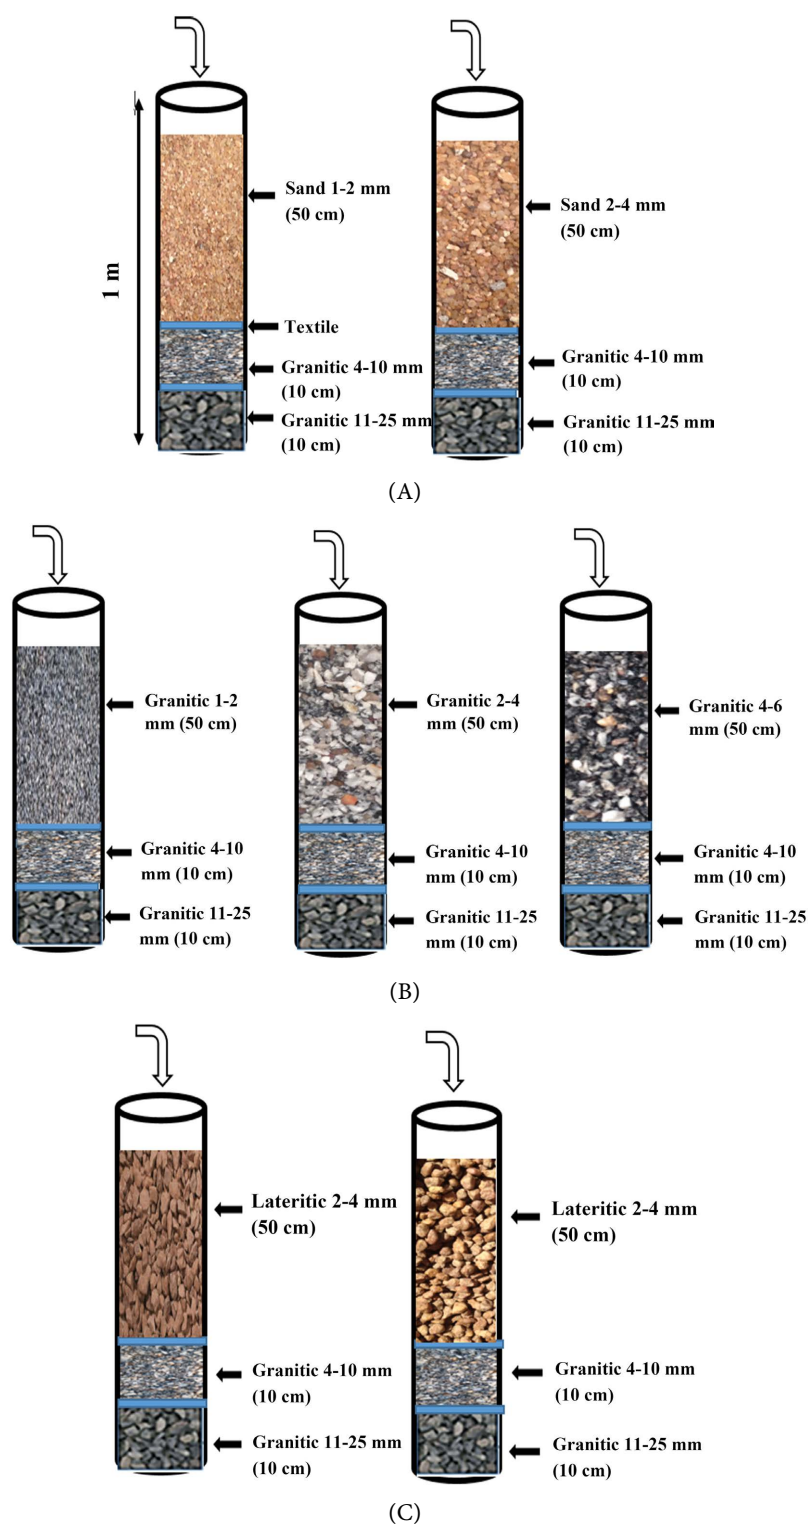 1 m
Sand 1-2 mm
(50 cm)
Textile
Granitic 4-10 mm
(10 cm)
Granitic 11-25 mm
(10 cm)
Sand 2-4 mm
(50 cm)
Granitic 4-10 mm
(10 cm)
Granitic 11-25 mm
(10 cm)
(A)
Granitic 1-2
mm (50 cm)
Granitic 4-10
mm (10 cm)
Granitic 11-25
mm (10 cm)
Granitic 2-4
mm (50 cm)
Granitic 4-10
mm (10 cm)
Granitic 11-25
mm (10 cm)
Granitic 4-6
mm (50 cm)
Granitic 4-10
mm (10 cm)
Granitic 11-25
mm (10 cm)
(B)
Lateritic 2-4 mm
(50 cm)
Granitic 4-10 mm
(10 cm)
Granitic 11-25 mm
(10 cm)
Lateritic 2-4 mm
(50 cm)
Granitic 4-10 mm
(10 cm)
Granitic 11-25 mm
(10 cm)
(C)